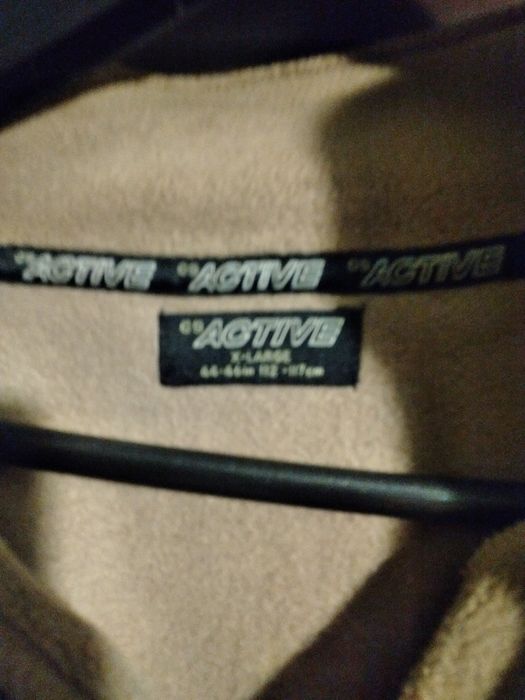 ACTIVE ACTIVE ACTIVE
ACTIVE
X-LARGE
44-46in 112-117cm